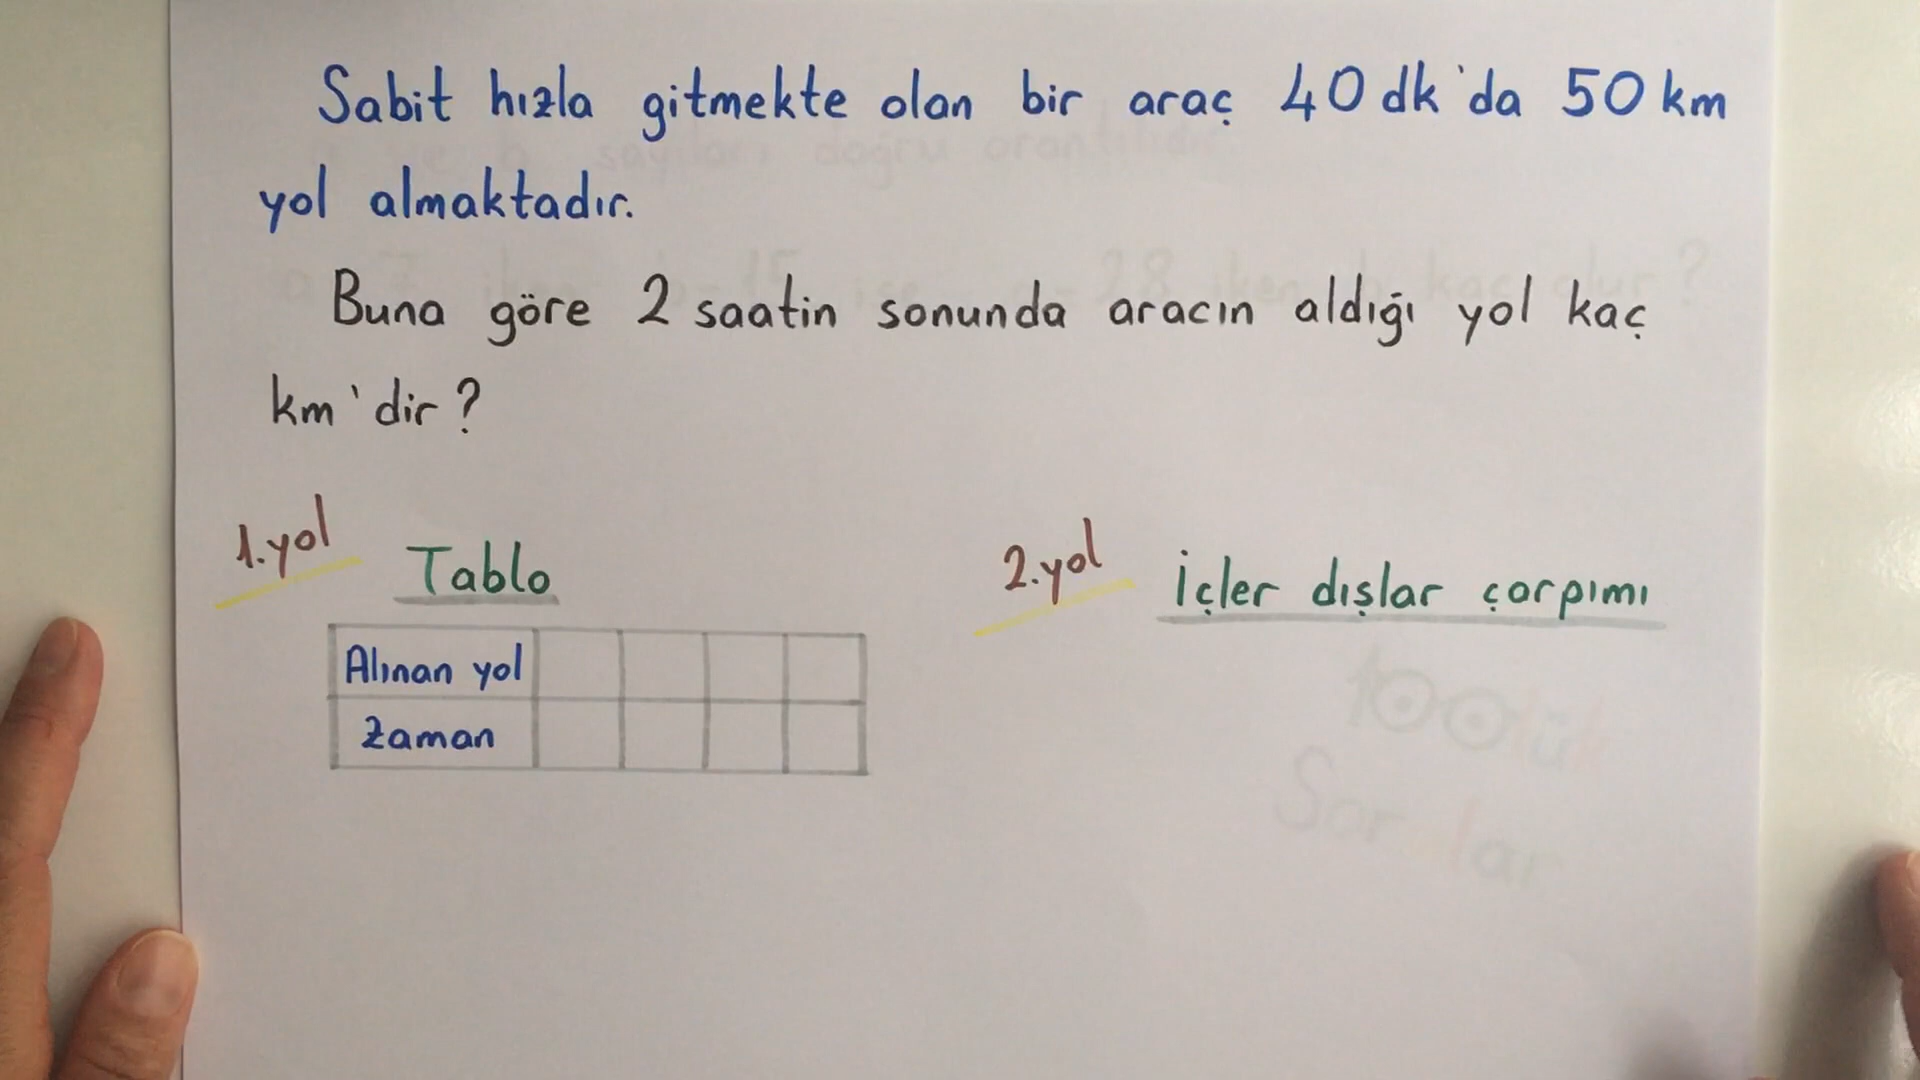 Sabit hızla gitmekte olan bir araç 40 dk'da 50 km
yol almaktadır.
Buna göre 2 saatin sonunda aracın aldığı yol kaç
km'dir?
1.yol Tablo
2.yol İçler dışlar çarpımı
Alınan yol
Zaman